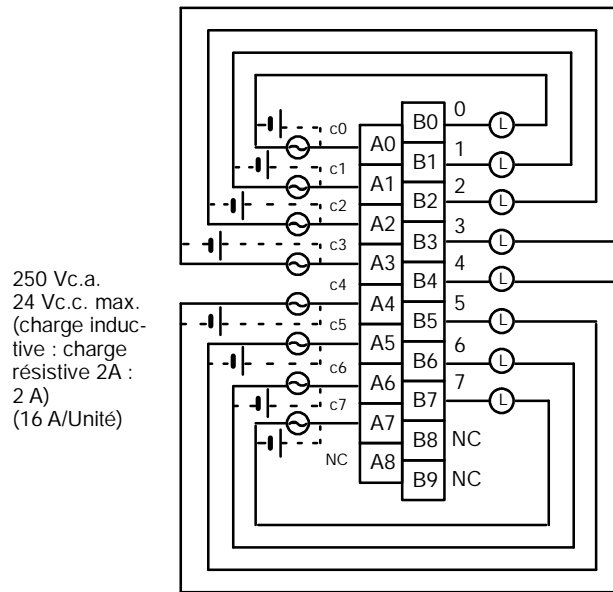 250 Vc.a.
24 Vc.c. max.
(charge induc-
tive : charge
résistive 2A :
2 A)
(16 A/Unité)
c0
c1
c2
c3
c4
c5
c6
c7
NC
A0
A1
A2
A3
A4
A5
A6
A7
A8
B0
B1
B2
B3
B4
B5
B6
B7
B8
B9
0
1
2
3
4
5
6
7
NC
NC
L
L
L
L
L
L
L
L